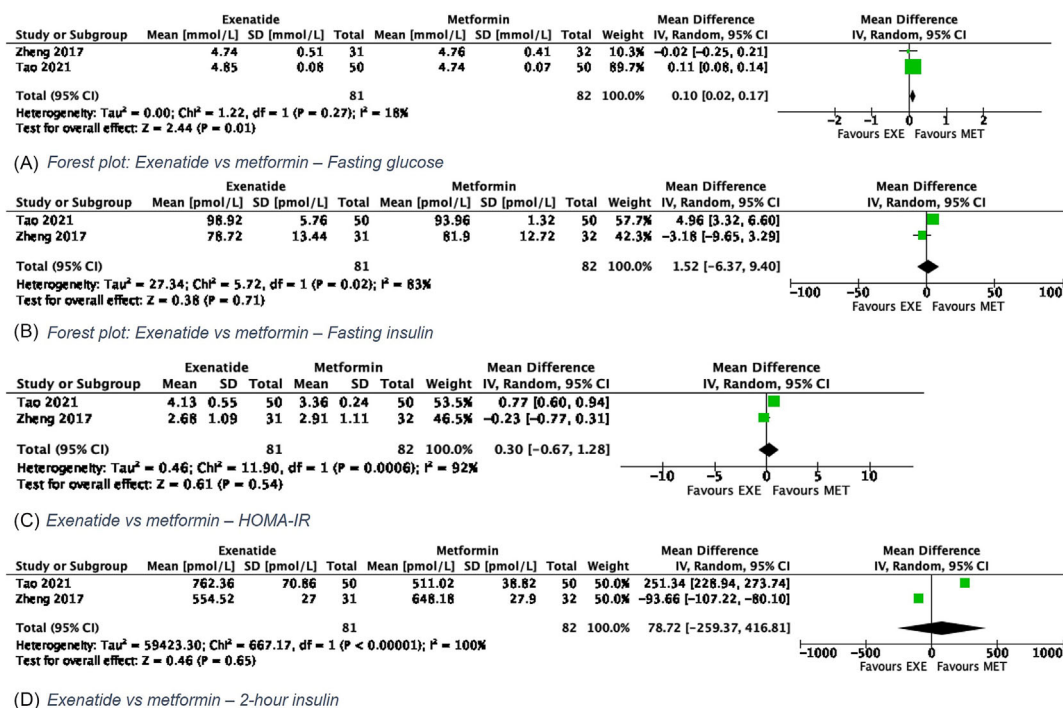 Exenatide Metformin Mean Difference Mean Difference
Study or Subgroup Mean [mmol/L] SD [mmol/L] Total Mean [mmol/L] SD [mmol/L] Total Weight IV, Random, 95% CI IV, Random, 95% CI
Zheng 2017 4.74 0.51 31 4.76 0.41 32 10.3% -0.02 [-0.25, 0.21]
Tao 2021 4.85 0.08 50 4.74 0.07 50 89.7% 0.11 [0.08, 0.14]
Total (95% CI) 81 82 100.0% 0.10 [0.02, 0.17]
Heterogeneity: Tau² = 0.00; Chi² = 1.22, df = 1 (P = 0.27); I² = 18%
Test for overall effect: Z = 2.44 (P = 0.01)
-2 -1 0 1 2
Favours EXE Favours MET
(A) Forest plot: Exenatide vs metformin – Fasting glucose
Exenatide Metformin Mean Difference Mean Difference
Study or Subgroup Mean [pmol/L] SD [pmol/L] Total Mean [pmol/L] SD [pmol/L] Total Weight IV, Random, 95% CI IV, Random, 95% CI
Tao 2021 98.92 5.76 50 93.96 1.32 50 57.7% 4.96 [3.32, 6.60]
Zheng 2017 78.72 13.44 31 81.9 12.72 32 42.3% -3.18 [-9.65, 3.29]
Total (95% CI) 81 82 100.0% 1.52 [-6.37, 9.40]
Heterogeneity: Tau² = 27.34; Chi² = 5.72, df = 1 (P = 0.02); I² = 83%
Test for overall effect: Z = 0.38 (P = 0.71)
-100 -50 0 50 100
Favours EXE Favours MET
(B) Forest plot: Exenatide vs metformin – Fasting insulin
Exenatide Metformin Mean Difference Mean Difference
Study or Subgroup Mean SD Total Mean SD Total Weight IV, Random, 95% CI IV, Random, 95% CI
Tao 2021 4.13 0.55 50 3.36 0.24 50 53.5% 0.77 [0.60, 0.94]
Zheng 2017 2.68 1.09 31 2.91 1.11 32 46.5% -0.23 [-0.77, 0.31]
Total (95% CI) 81 82 100.0% 0.30 [-0.67, 1.28]
Heterogeneity: Tau² = 0.46; Chi² = 11.90, df = 1 (P = 0.0006); I² = 92%
Test for overall effect: Z = 0.61 (P = 0.54)
-10 -5 0 5 10
Favours EXE Favours MET
(C) Exenatide vs metformin – HOMA-IR
Exenatide Metformin Mean Difference Mean Difference
Study or Subgroup Mean [pmol/L] SD [pmol/L] Total Mean [pmol/L] SD [pmol/L] Total Weight IV, Random, 95% CI IV, Random, 95% CI
Tao 2021 762.36 70.86 50 511.02 38.82 50 50.0% 251.34 [228.94, 273.74]
Zheng 2017 554.52 27 31 648.18 27.9 32 50.0% -93.66 [-107.22, -80.10]
Total (95% CI) 81 82 100.0% 78.72 [-259.37, 416.81]
Heterogeneity: Tau² = 59423.30; Chi² = 667.17, df = 1 (P < 0.00001); I² = 100%
Test for overall effect: Z = 0.46 (P = 0.65)
-1000 -500 0 500 1000
Favours EXE Favours MET
(D) Exenatide vs metformin – 2-hour insulin